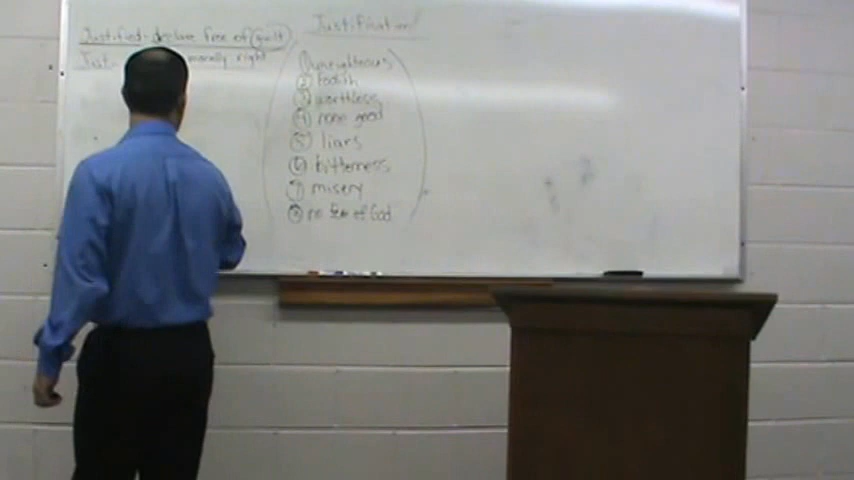 Justification
Justified - declare free of guilt
Just - morally right
① unrighteous
② foolish
③ worthless
④ none good
⑤ liars
⑥ bitterness
⑦ misery
⑧ no fear of God